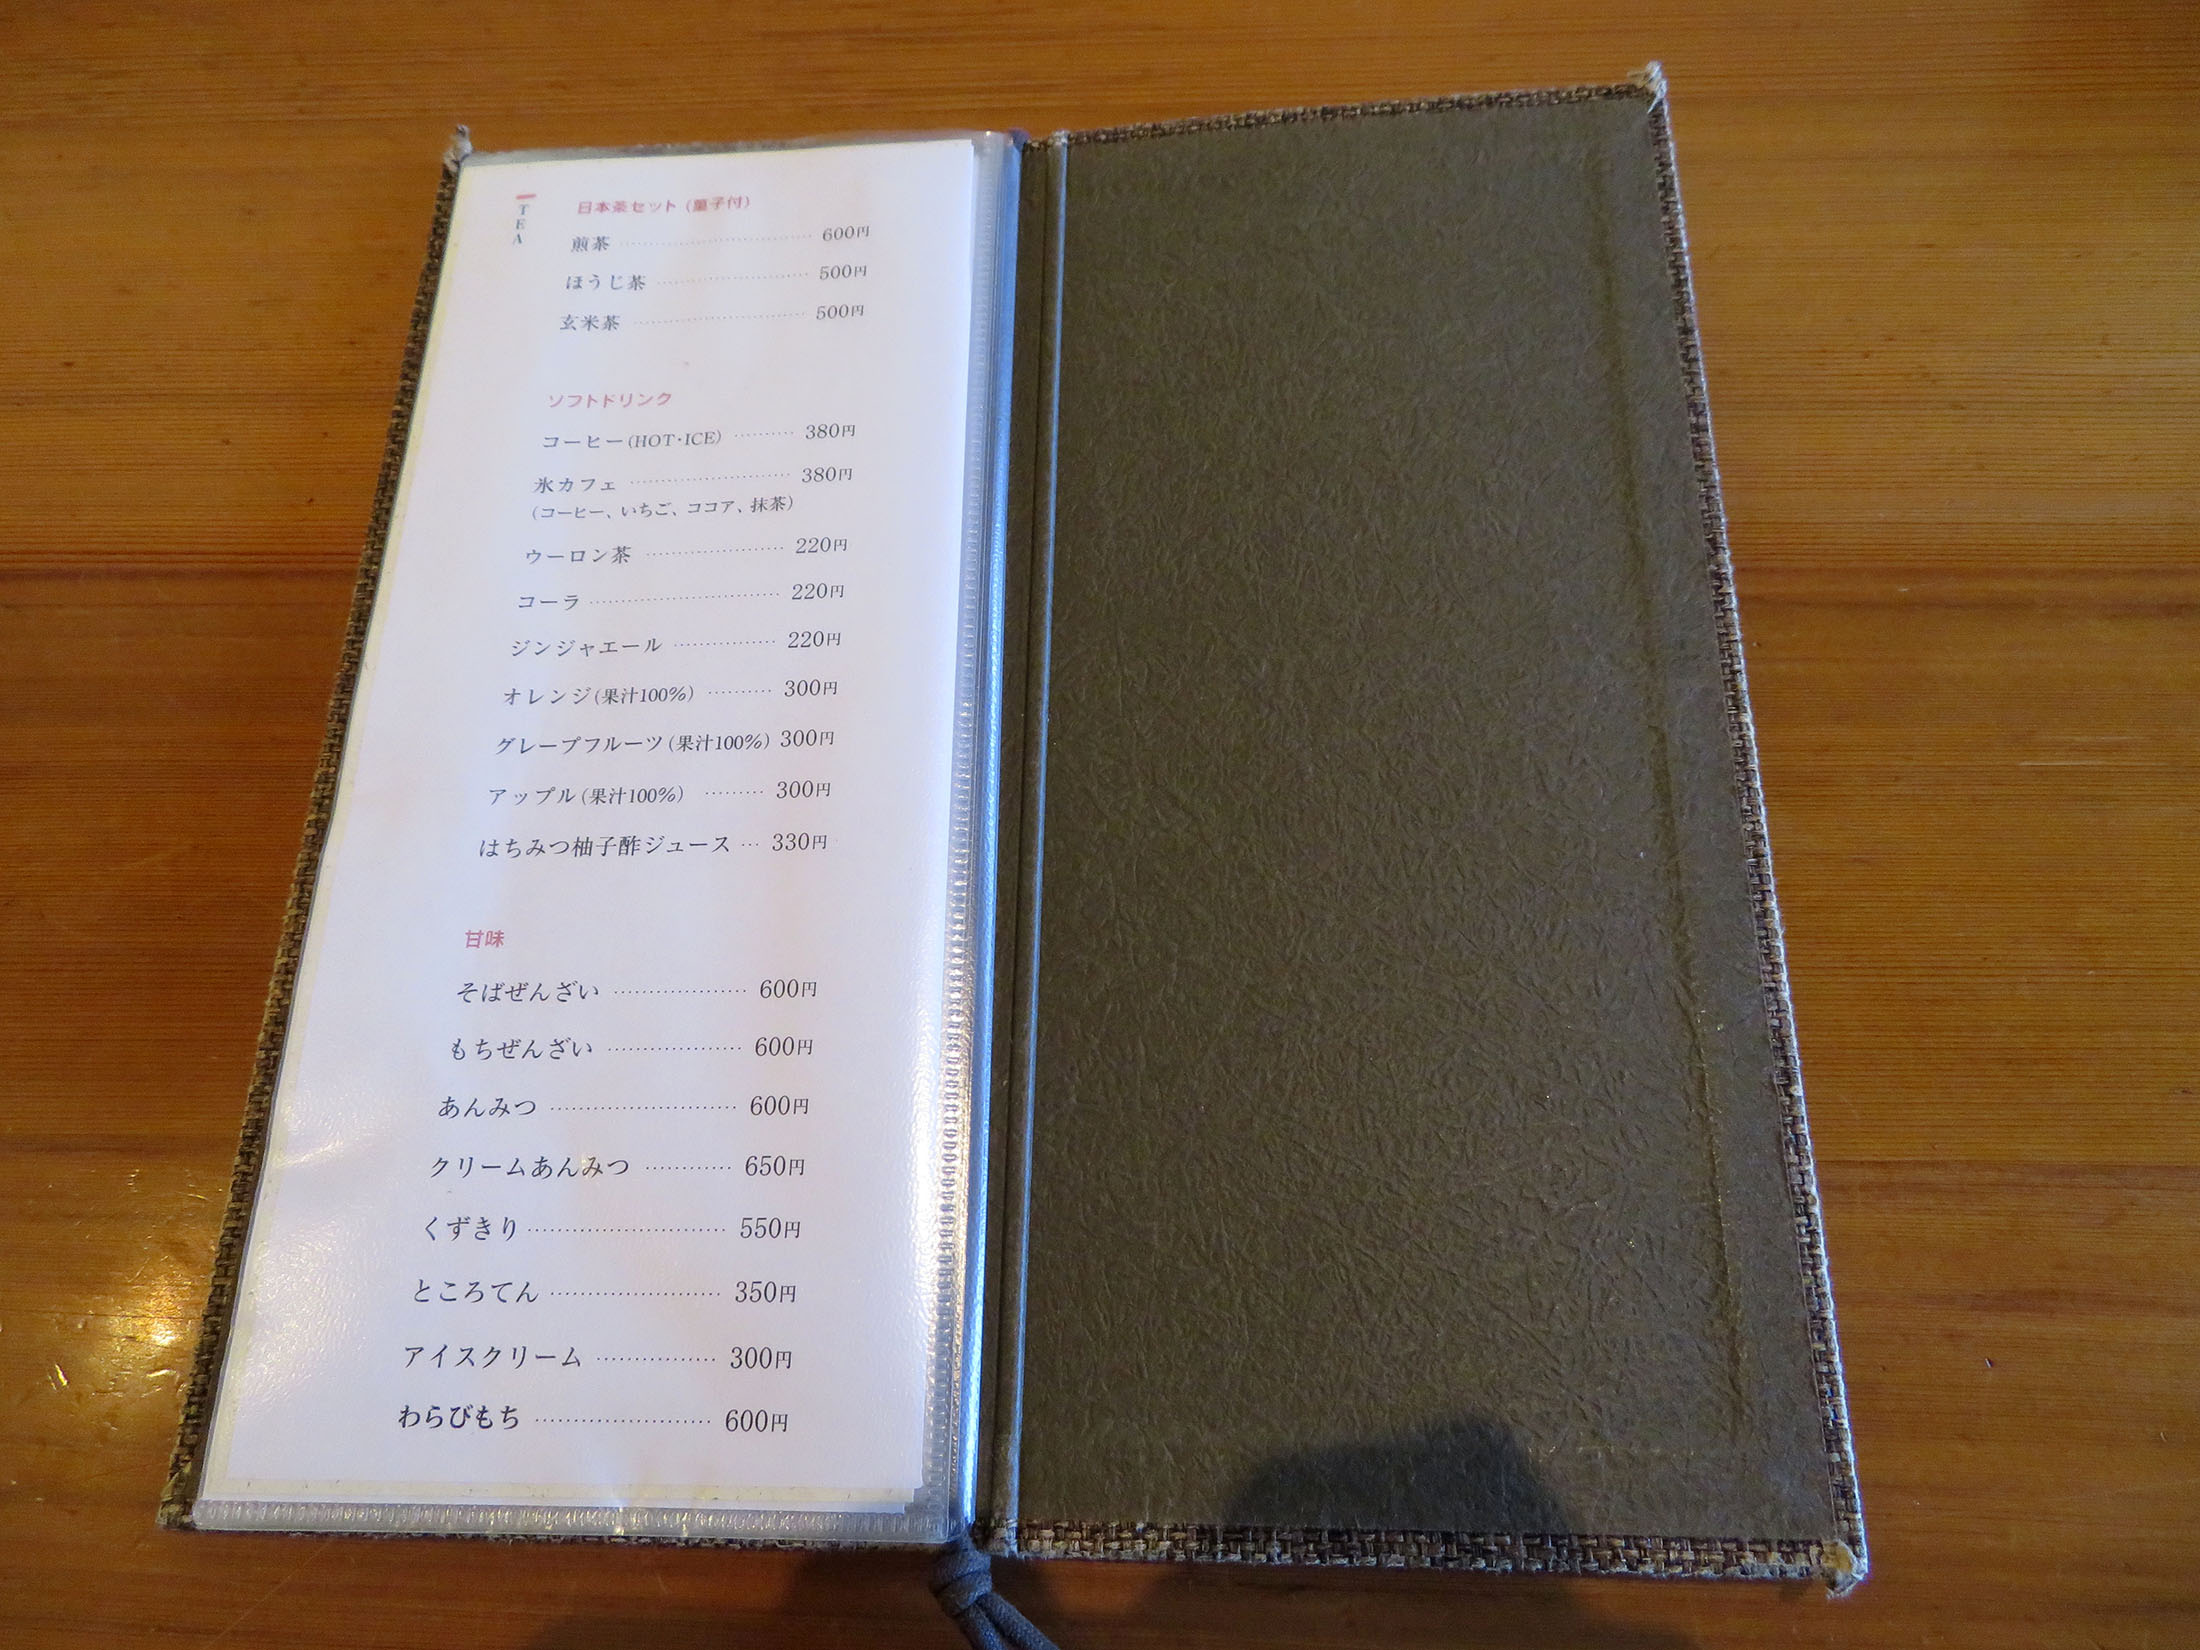 TEA
日本茶セット（菓子付）
煎茶 ………… 600円
ほうじ茶 ………… 500円
玄米茶 ………… 500円
ソフトドリンク
コーヒー(HOT・ICE) ………… 380円
氷カフェ ………… 380円
（コーヒー、いちご、ココア、抹茶）
ウーロン茶 ………… 220円
コーラ ………… 220円
ジンジャエール ………… 220円
オレンジ(果汁100%) ………… 300円
グレープフルーツ(果汁100%) 300円
アップル(果汁100%) ………… 300円
はちみつ柚子酢ジュース … 330円
甘味
そばぜんざい ………… 600円
もちぜんざい ………… 600円
あんみつ ………… 600円
クリームあんみつ ………… 650円
くずきり ………… 550円
ところてん ………… 350円
アイスクリーム ………… 300円
わらびもち ………… 600円